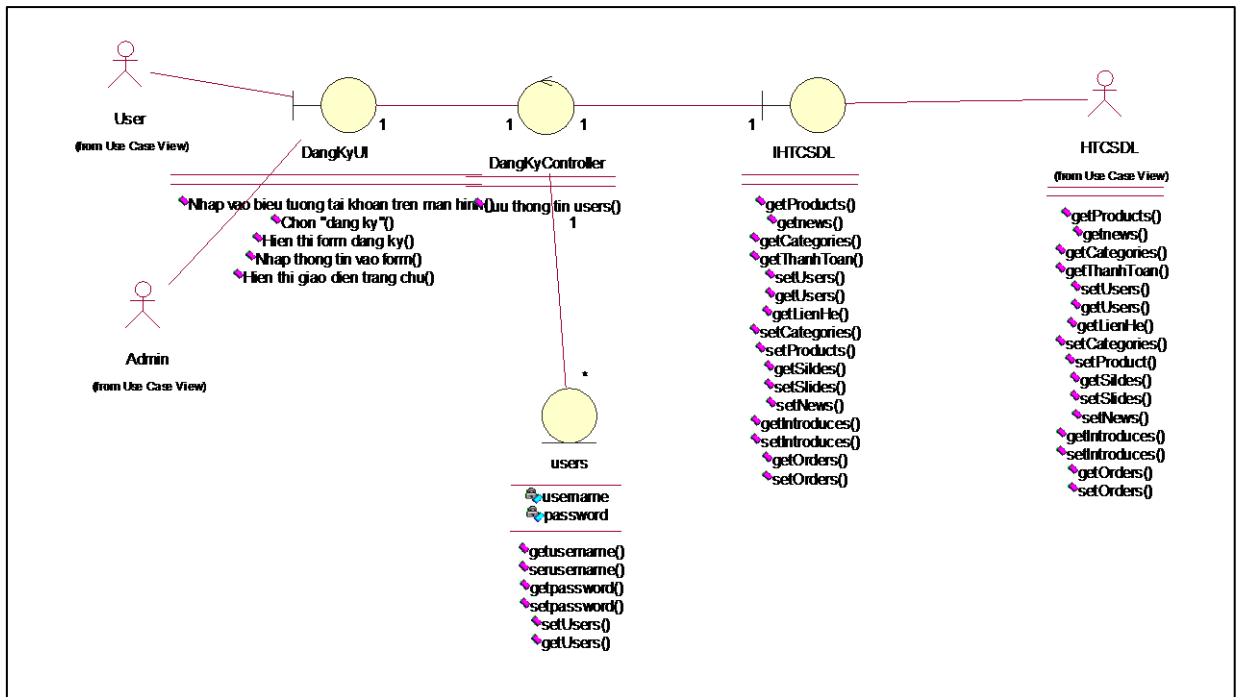 User
(from Use Case View)
Admin
(from Use Case View)
1
DangKyUI
Nhap vao bieu tuong tai khoan tren man hinh()
Chon "dang ky"()
Hien thi form dang ky()
Nhap thong tin vao form()
Hien thi giao dien trang chu()
1
1
DangKyController
luu thong tin users()
1
*
users
username
password
getusername()
serusername()
getpassword()
setpassword()
setUsers()
getUsers()
1
IHTCSDL
getProducts()
getnews()
getCategories()
getThanhToan()
setUsers()
getUsers()
getLienHe()
setCategories()
setProducts()
getSildes()
setSlides()
setNews()
getIntroduces()
setIntroduces()
getOrders()
setOrders()
HTCSDL
(from Use Case View)
getProducts()
getnews()
getCategories()
getThanhToan()
setUsers()
getUsers()
getLienHe()
setCategories()
setProduct()
getSildes()
setSlides()
setNews()
getIntroduces()
setIntroduces()
getOrders()
setOrders()